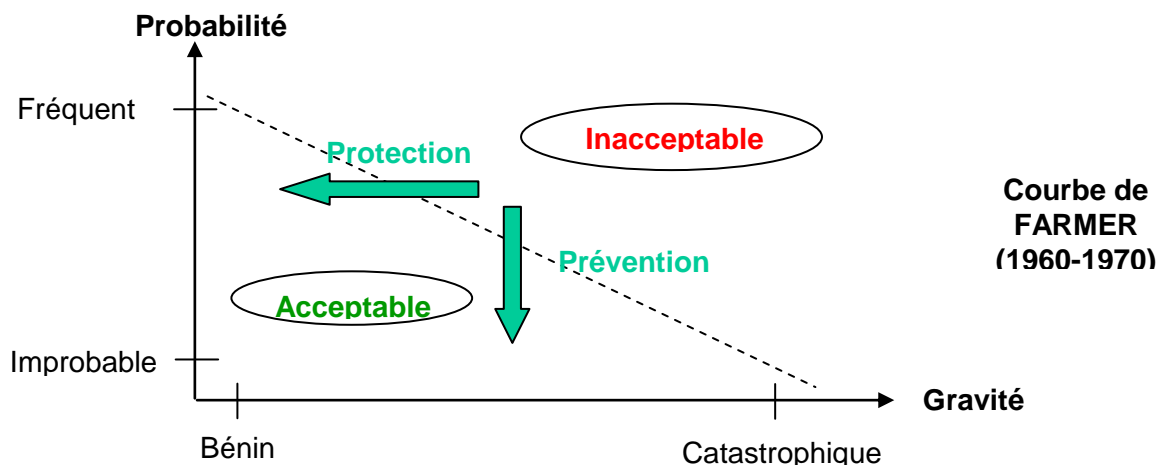 Probabilité
Fréquent
Protection
Inacceptable
Courbe de
FARMER
(1960-1970)
Prévention
Acceptable
Improbable
Gravité
Bénin
Catastrophique